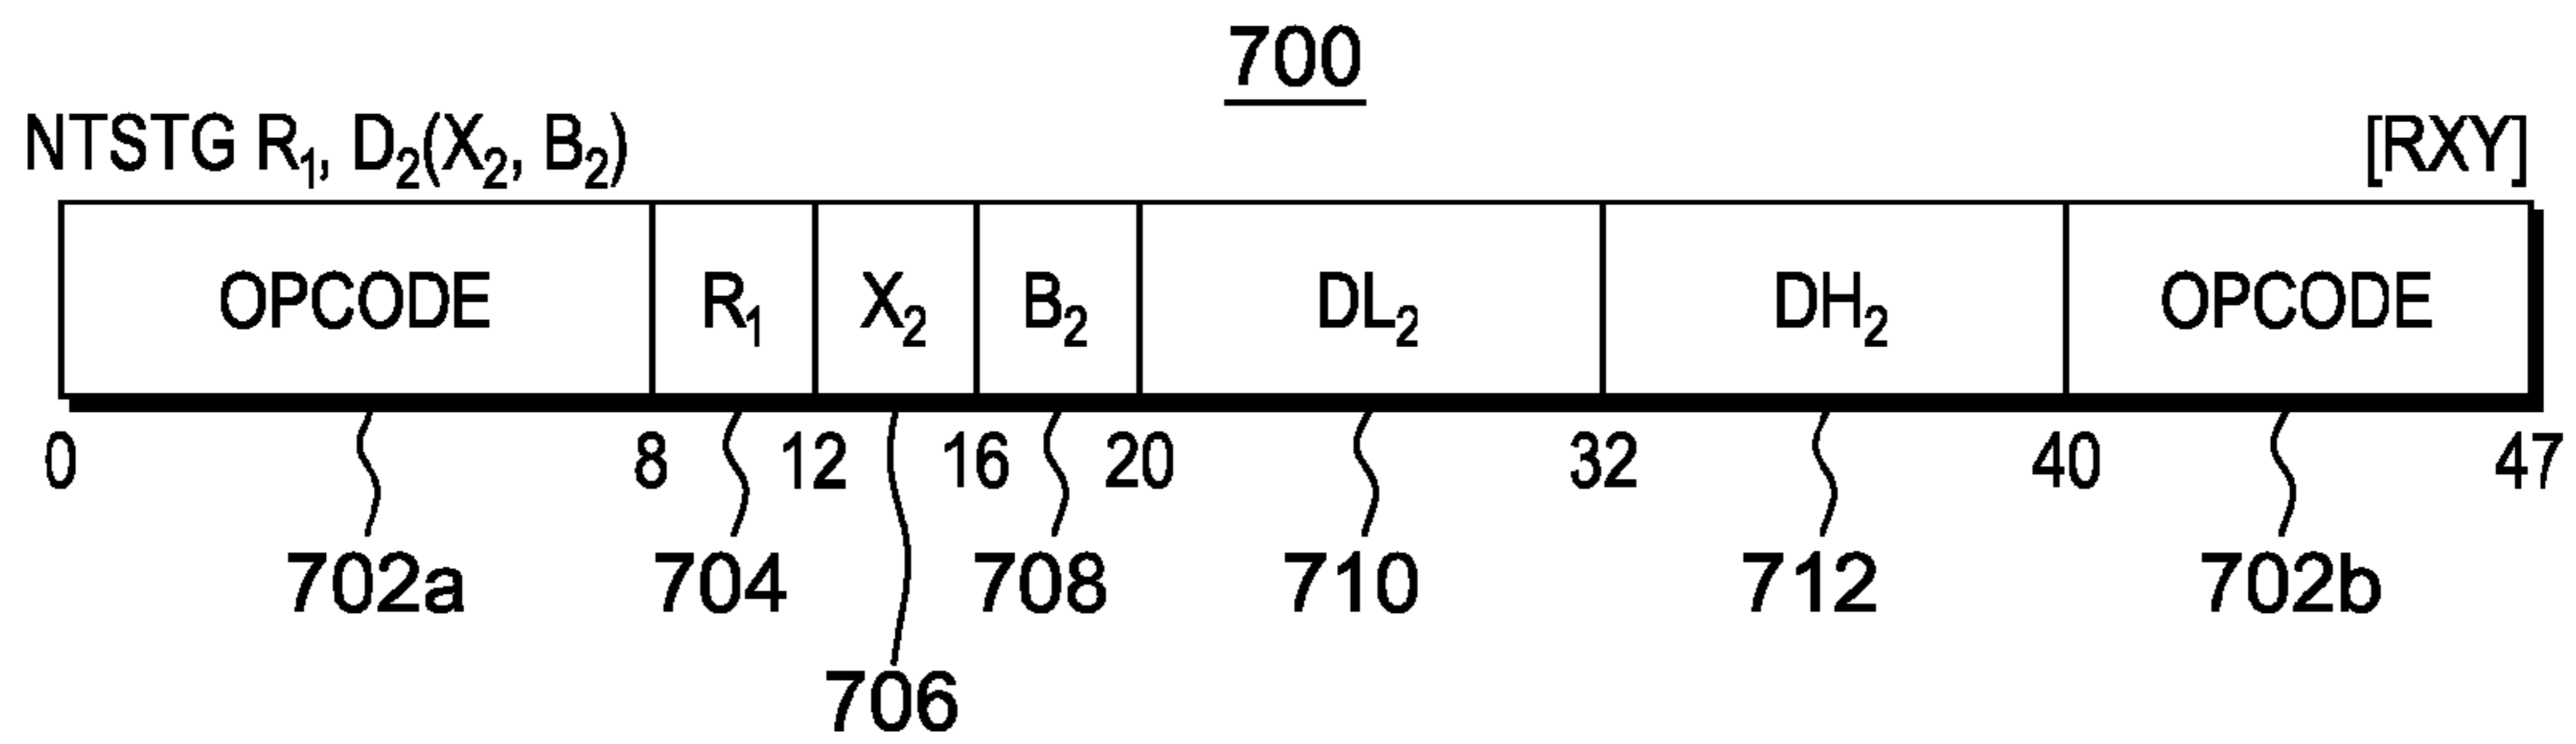 700
NTSTG R₁, D₂(X₂, B₂) [RXY]
OPCODE R₁ X₂ B₂ DL₂ DH₂ OPCODE
0 8 12 16 20 32 40 47
702a 704 708 710 712 702b
706